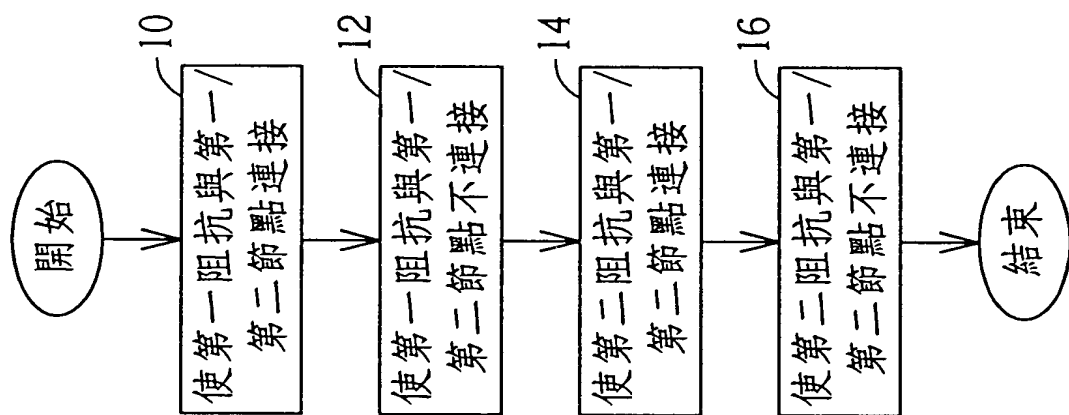 開始
10
使第一阻抗與第一/
第二節點連接
12
使第一阻抗與第一/
第二節點不連接
14
使第二阻抗與第一/
第二節點連接
16
使第二阻抗與第一/
第二節點不連接
結束